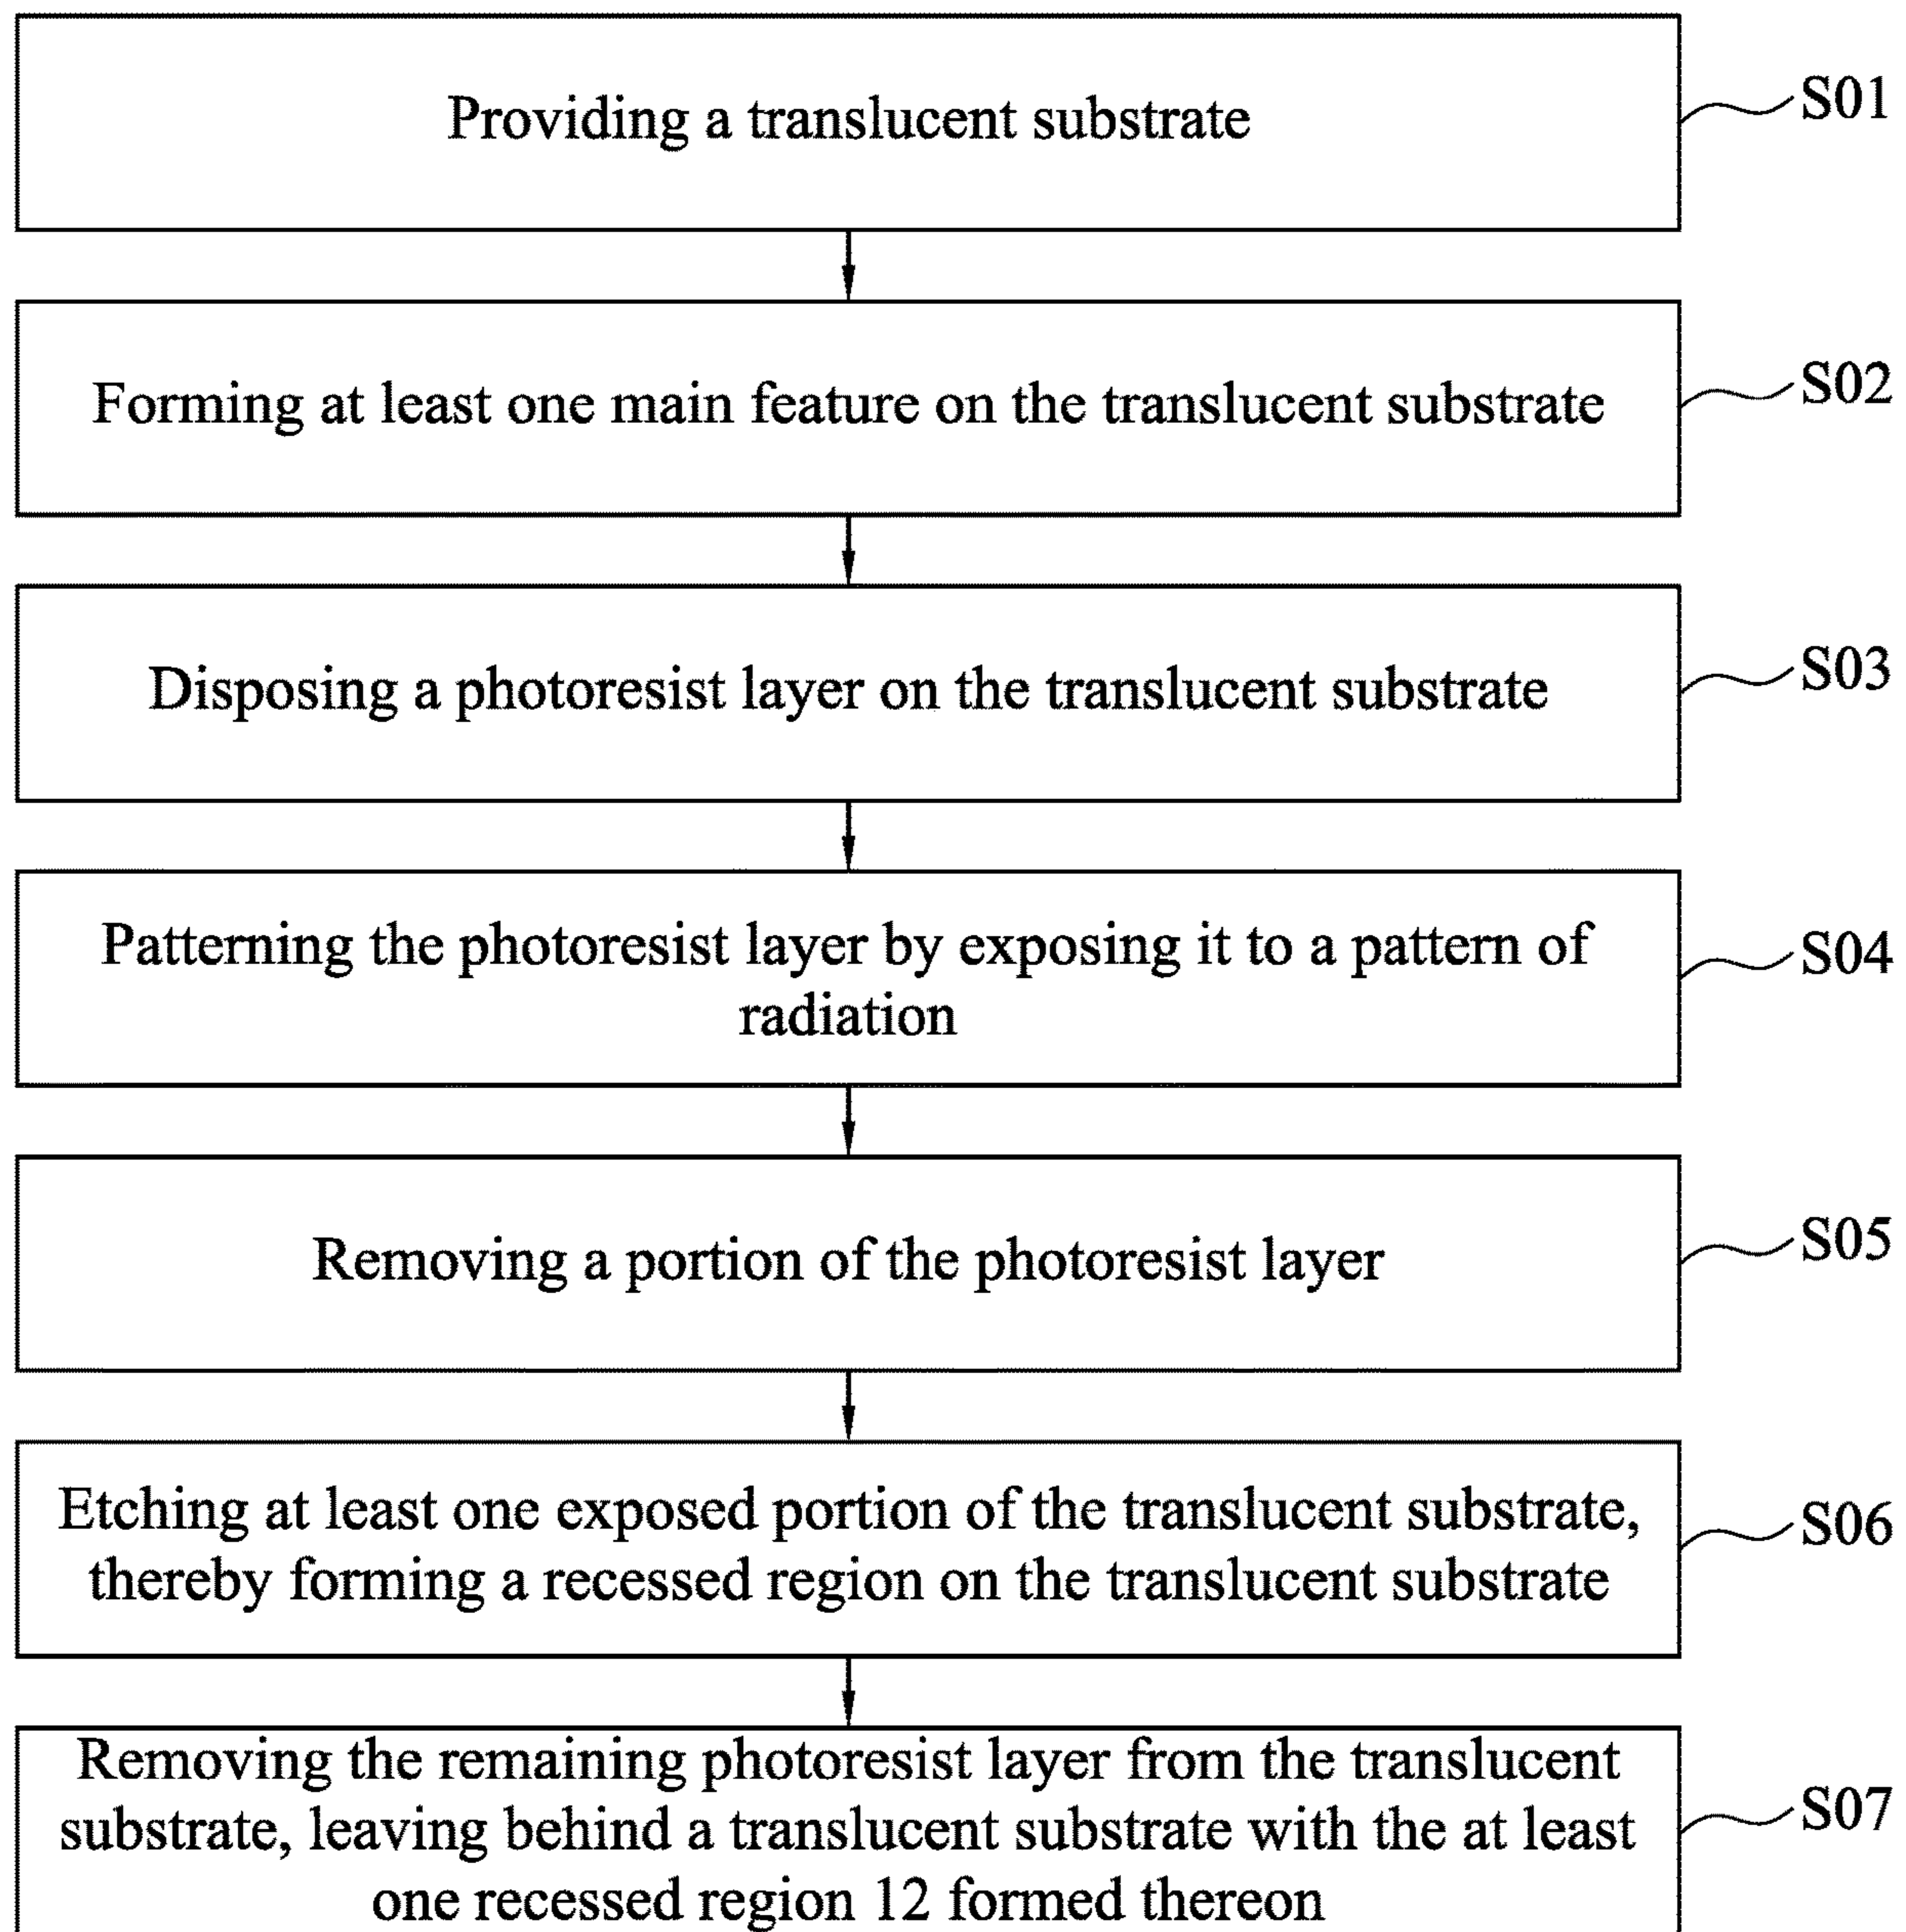 Providing a translucent substrate
S01
Forming at least one main feature on the translucent substrate
S02
Disposing a photoresist layer on the translucent substrate
S03
Patterning the photoresist layer by exposing it to a pattern of
radiation
S04
Removing a portion of the photoresist layer
S05
Etching at least one exposed portion of the translucent substrate,
thereby forming a recessed region on the translucent substrate
S06
Removing the remaining photoresist layer from the translucent
substrate, leaving behind a translucent substrate with the at least
one recessed region 12 formed thereon
S07